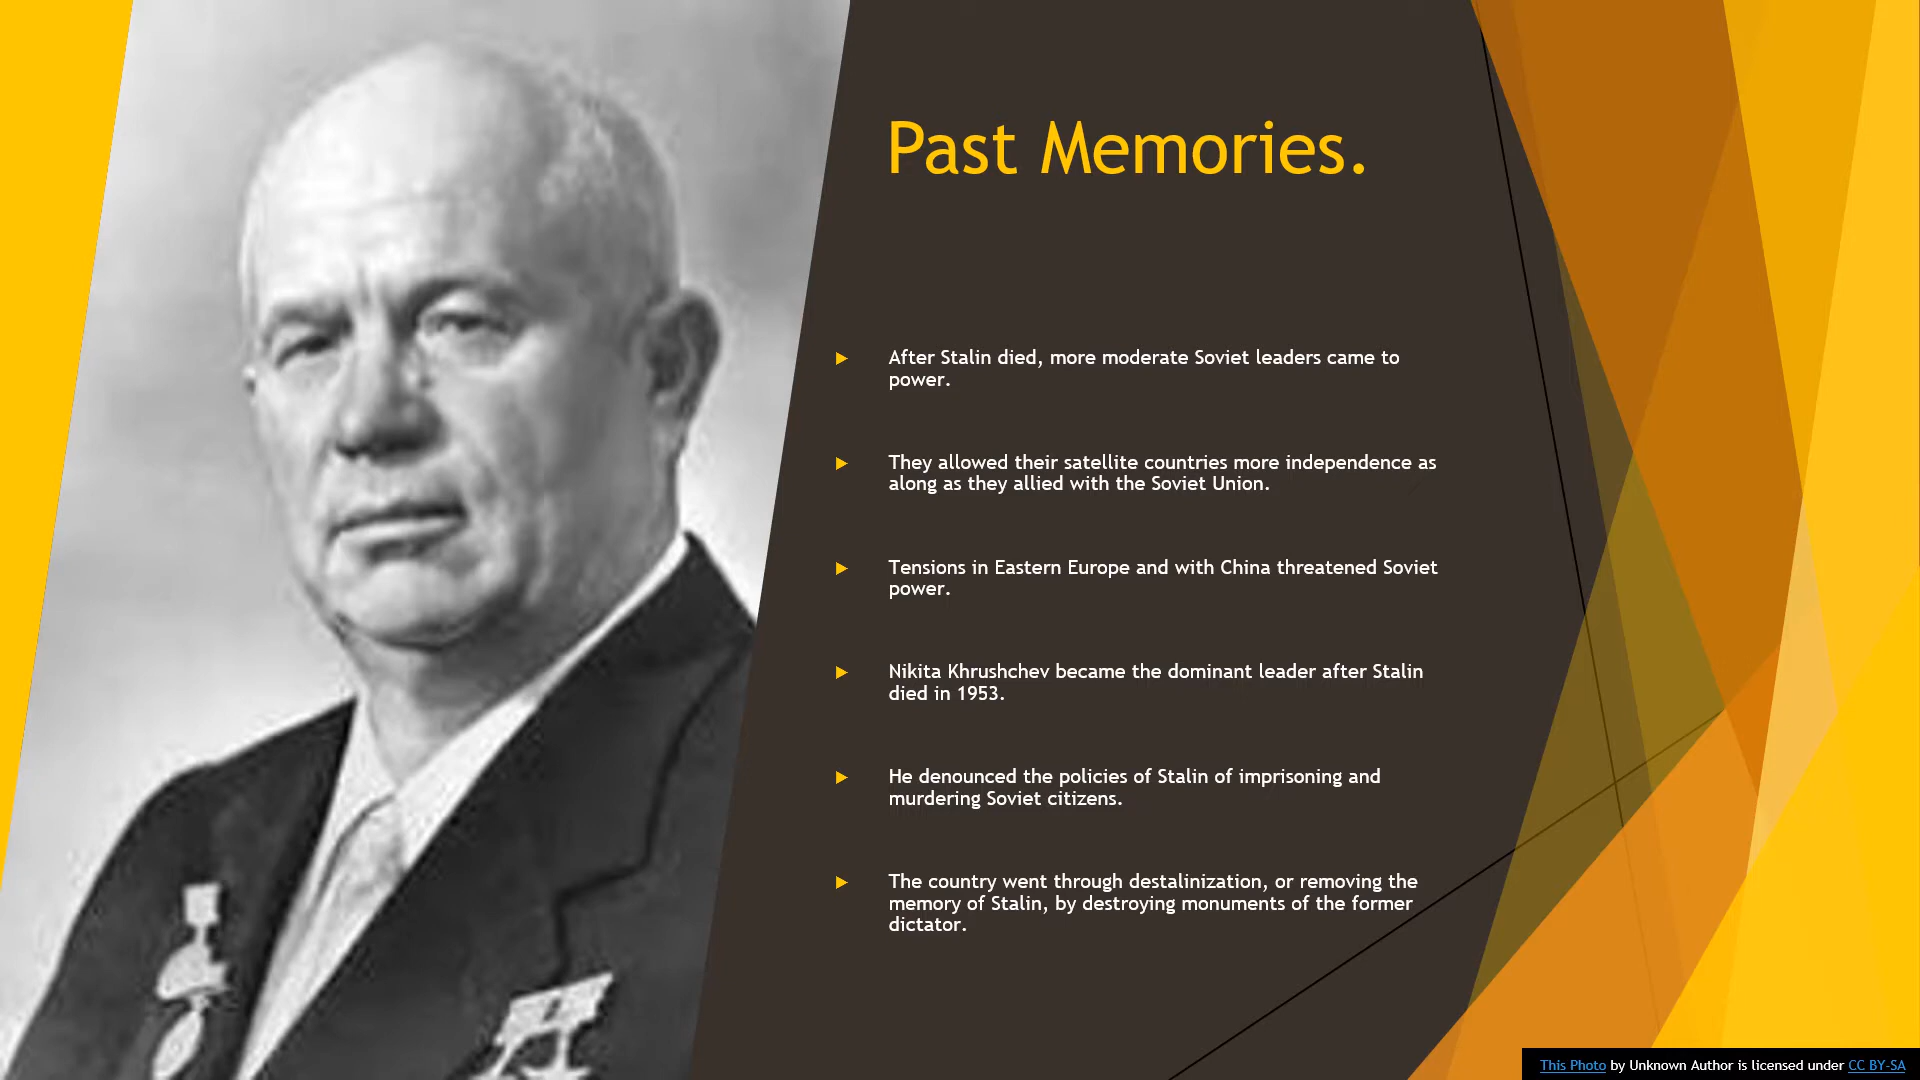 Past Memories.
After Stalin died, more moderate Soviet leaders came to
power.
They allowed their satellite countries more independence as
along as they allied with the Soviet Union.
Tensions in Eastern Europe and with China threatened Soviet
power.
Nikita Khrushchev became the dominant leader after Stalin
died in 1953.
He denounced the policies of Stalin of imprisoning and
murdering Soviet citizens.
The country went through destalinization, or removing the
memory of Stalin, by destroying monuments of the former
dictator.
This Photo by Unknown Author is licensed under CC BY-SA